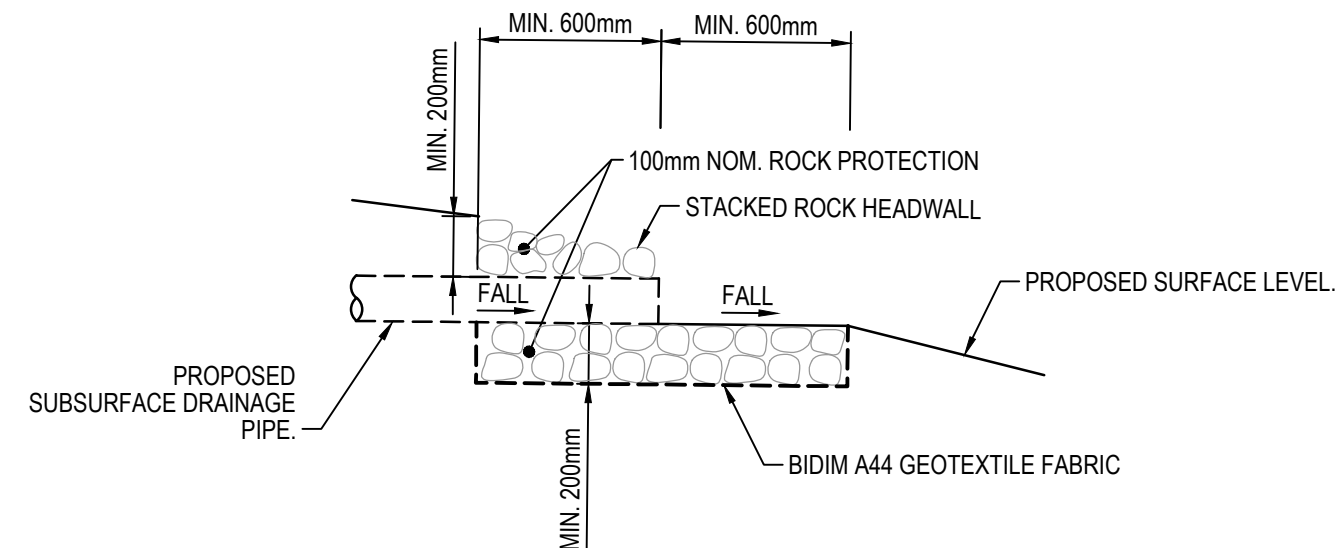 MIN. 600mm
MIN. 600mm
MIN. 200mm
100mm NOM. ROCK PROTECTION
STACKED ROCK HEADWALL
PROPOSED SURFACE LEVEL.
FALL
FALL
PROPOSED
SUBSURFACE DRAINAGE
PIPE.
MIN. 200mm
BIDIM A44 GEOTEXTILE FABRIC